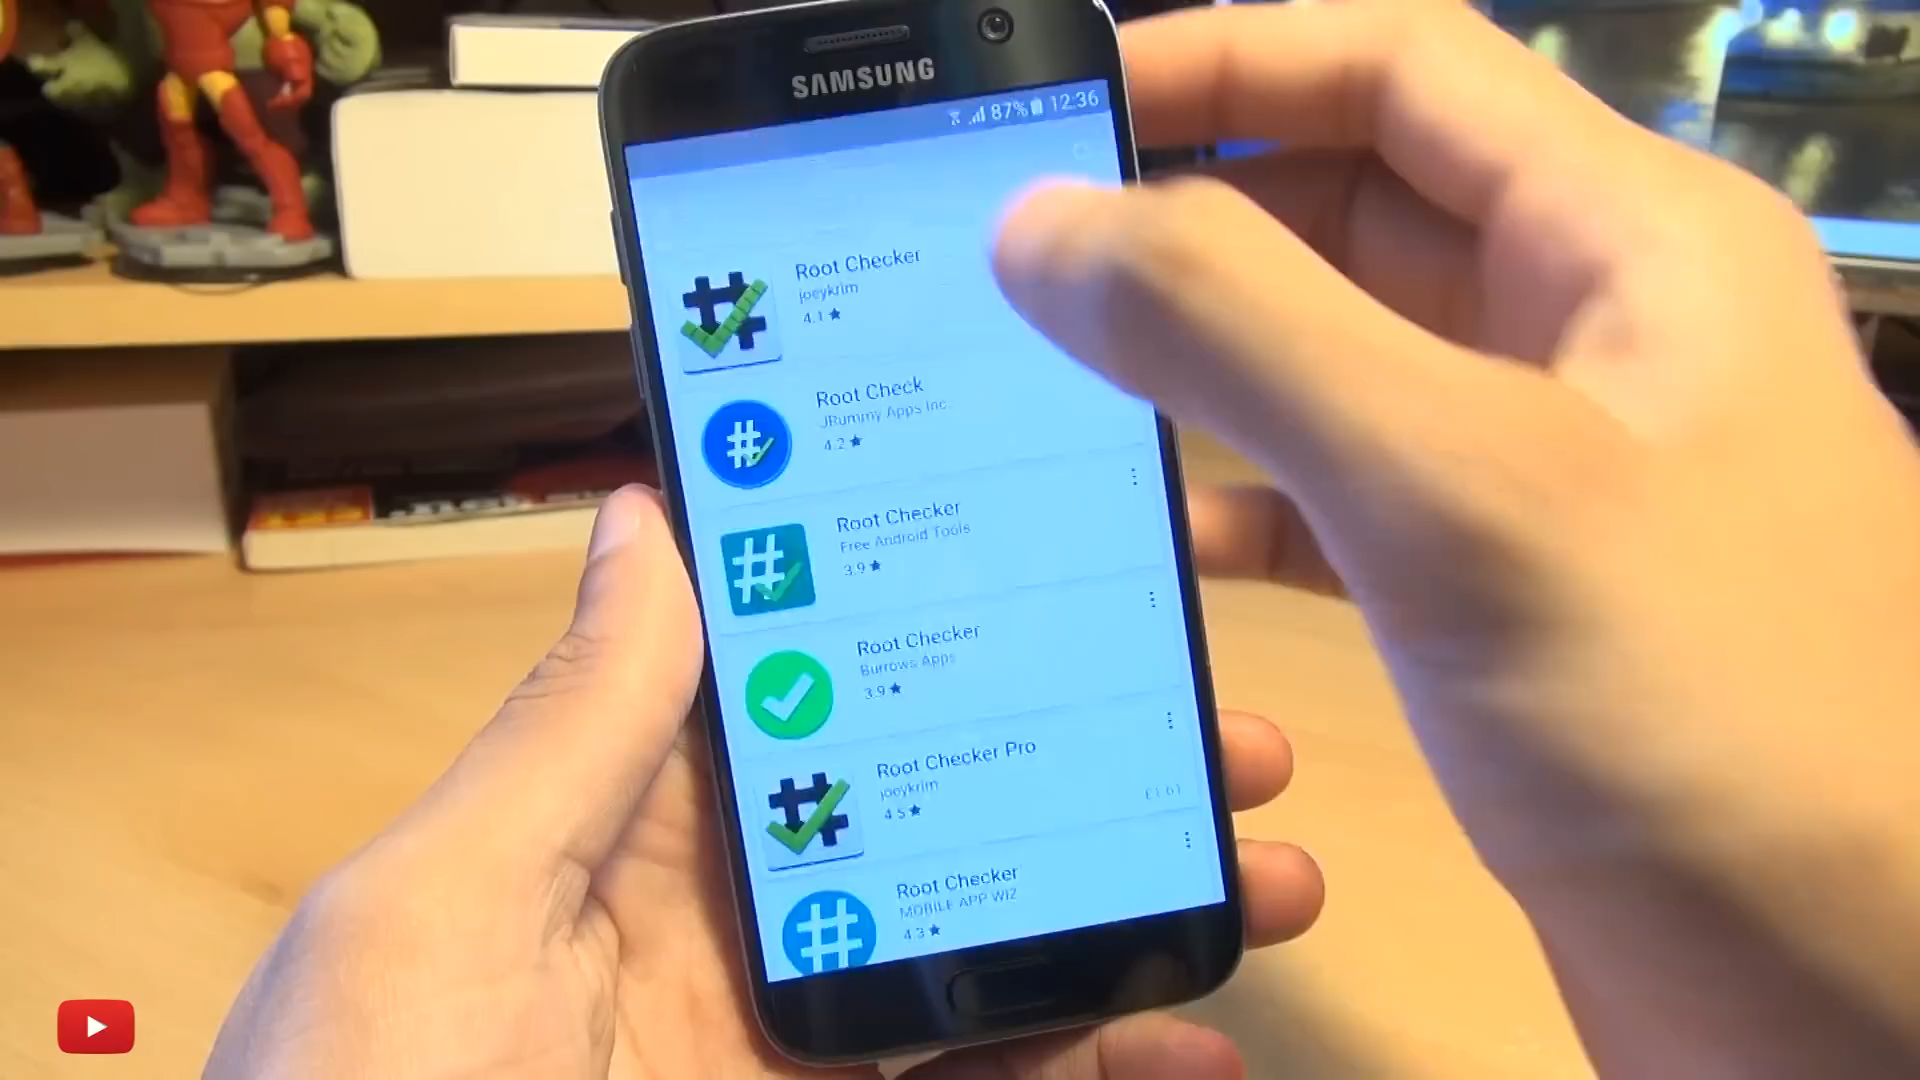 SAMSUNG
87% 12:36
Root Checker
joeykrim
4.1★
Root Check
JRummy Apps Inc.
4.2★
Root Checker
Free Android Tools
3.9★
Root Checker
Burrows Apps
3.9★
Root Checker Pro
joeykrim
4.5★
£1.61
Root Checker
MOBILE APP WIZ
4.3★